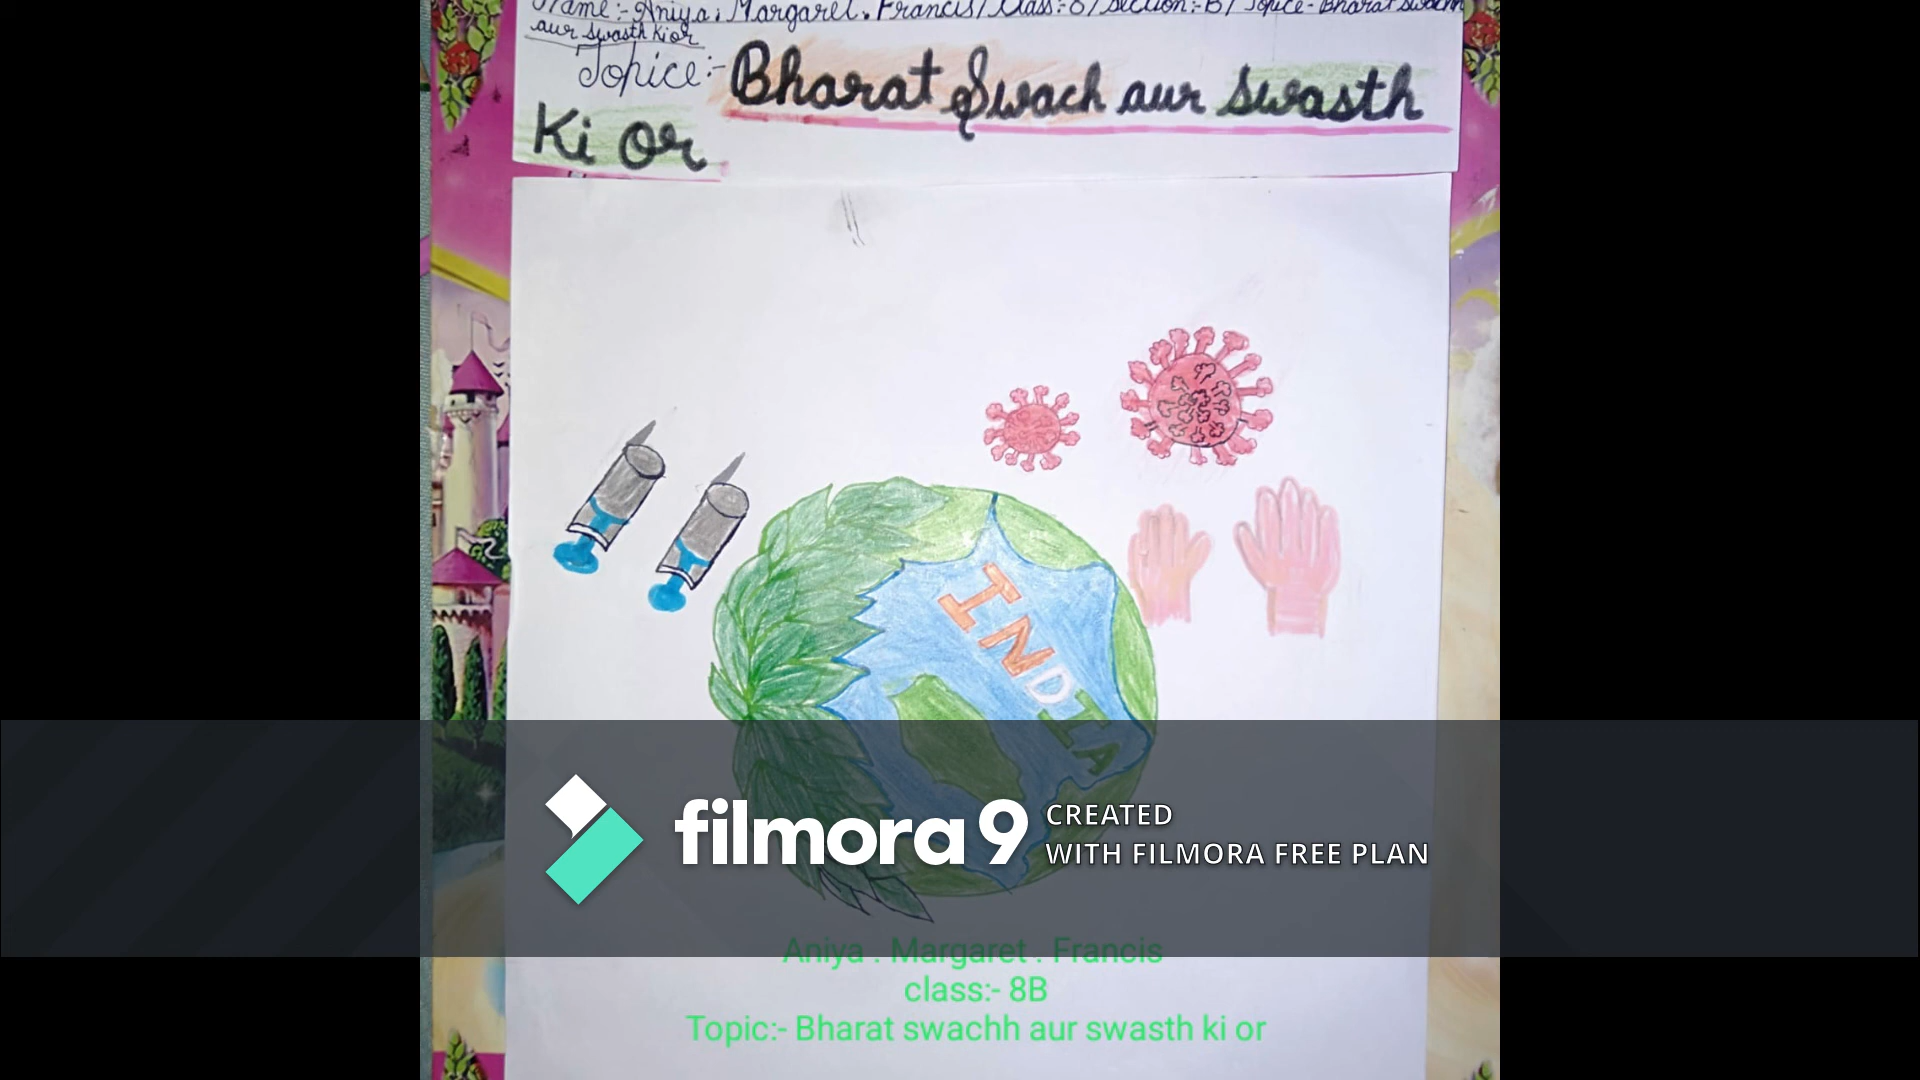 Name:- Aniya. Margaret. Francis/ Class:-8/ Section:-B/ Topice- Bharat swachh
aur swasth ki or
Topice:- Bharat Swach aur swasth
Ki or
INDIA
filmora9 CREATED
WITH FILMORA FREE PLAN
Aniya . Margaret . Francis
class:- 8B
Topic:- Bharat swachh aur swasth ki or